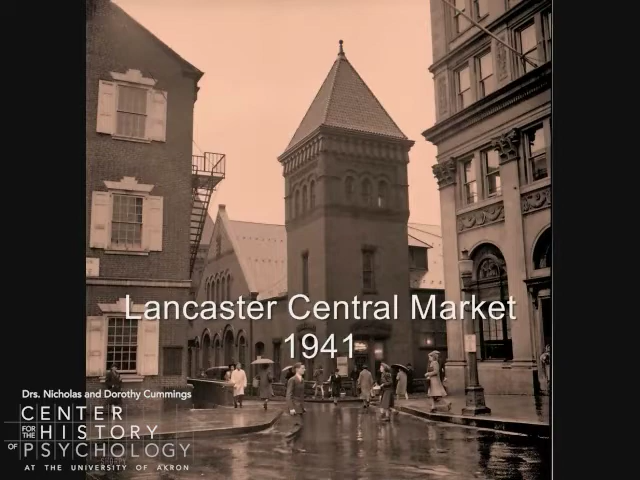 Lancaster Central Market
1941
Drs. Nicholas and Dorothy Cummings
CENTER
FOR THE HISTORY
OF PSYCHOLOGY
AT THE UNIVERSITY OF AKRON